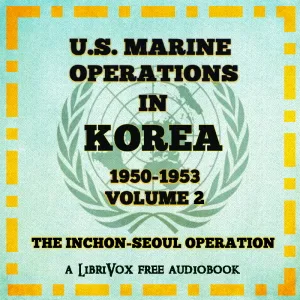 U.S. MARINE
OPERATIONS
IN
KOREA
1950-1953
VOLUME 2
THE INCHON-SEOUL OPERATION
A LIBRIVOX FREE AUDIOBOOK